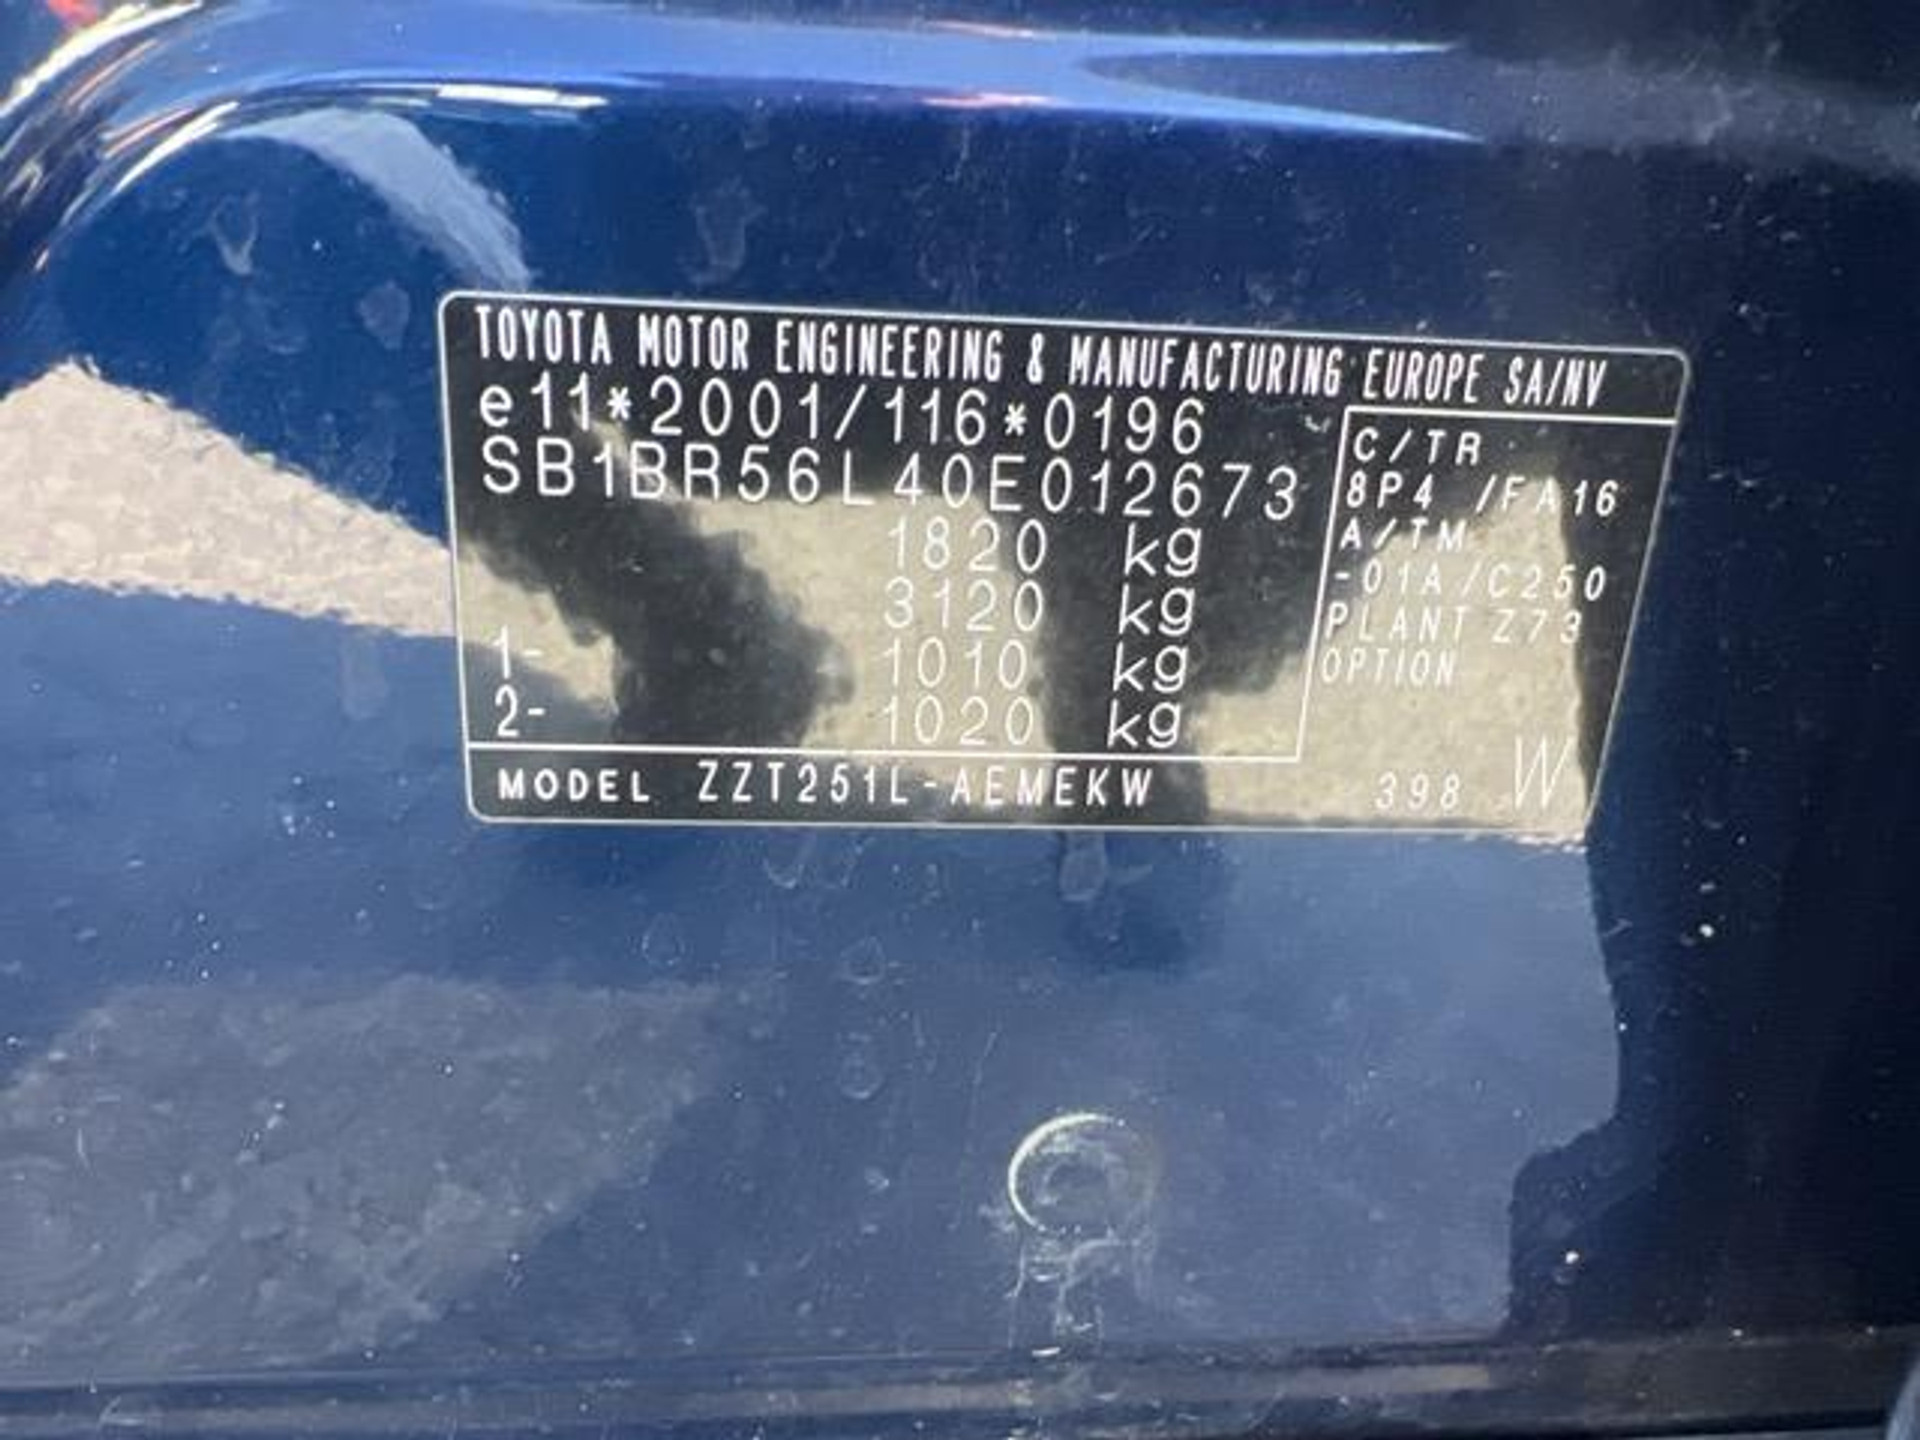 TOYOTA MOTOR ENGINEERING & MANUFACTURING EUROPE SA/NV
e11*2001/116*0196
SB1BR56L40E012673
1820 kg
3120 kg
1- 1010 kg
2- 1020 kg
C/TR
8P4 /FA16
A/TM
-01A/C250
PLANT Z73
OPTION
MODEL ZZT251L-AEMEKW
398 W